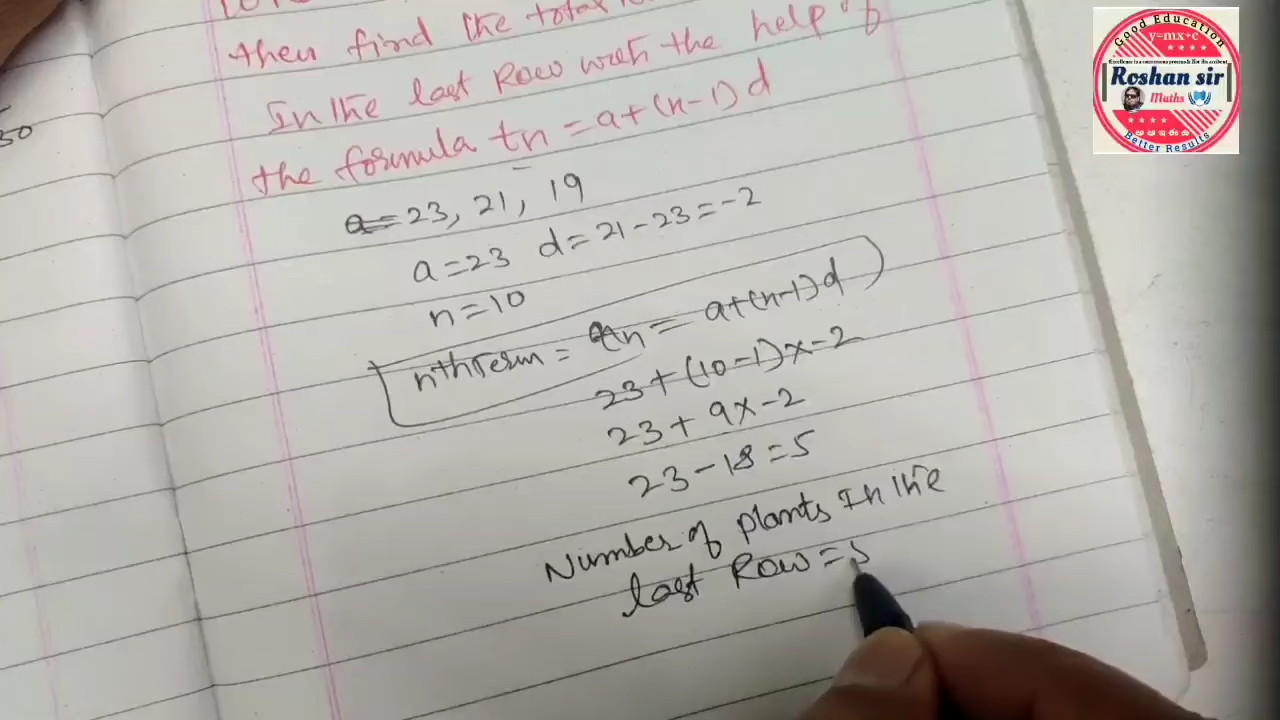 then find the total
In the last Row with the help of
the formula tn = a+(n-1)d
a= 23, 21, 19
a=23 d=21-23=-2
n=10
nthTerm = tn = a+(n-1)d
23+(10-1)x-2
23+9x-2
23-18=5
Number of plants In the
last Row=5
Good Education
y=mx+c
Roshan sir
Maths
Better Results